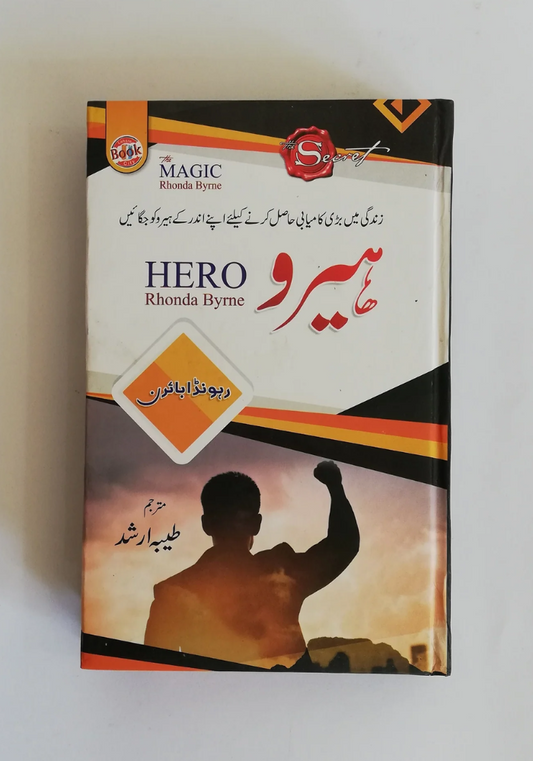 Book
The Secret
The
MAGIC
Rhonda Byrne
زندگی میں بڑی کامیابی حاصل کرنے کیلئے اپنے اندر کے ہیرو کو جگائیں
ہیرو
HERO
Rhonda Byrne
رہونڈا بائرن
مترجم
طیبہ ارشد